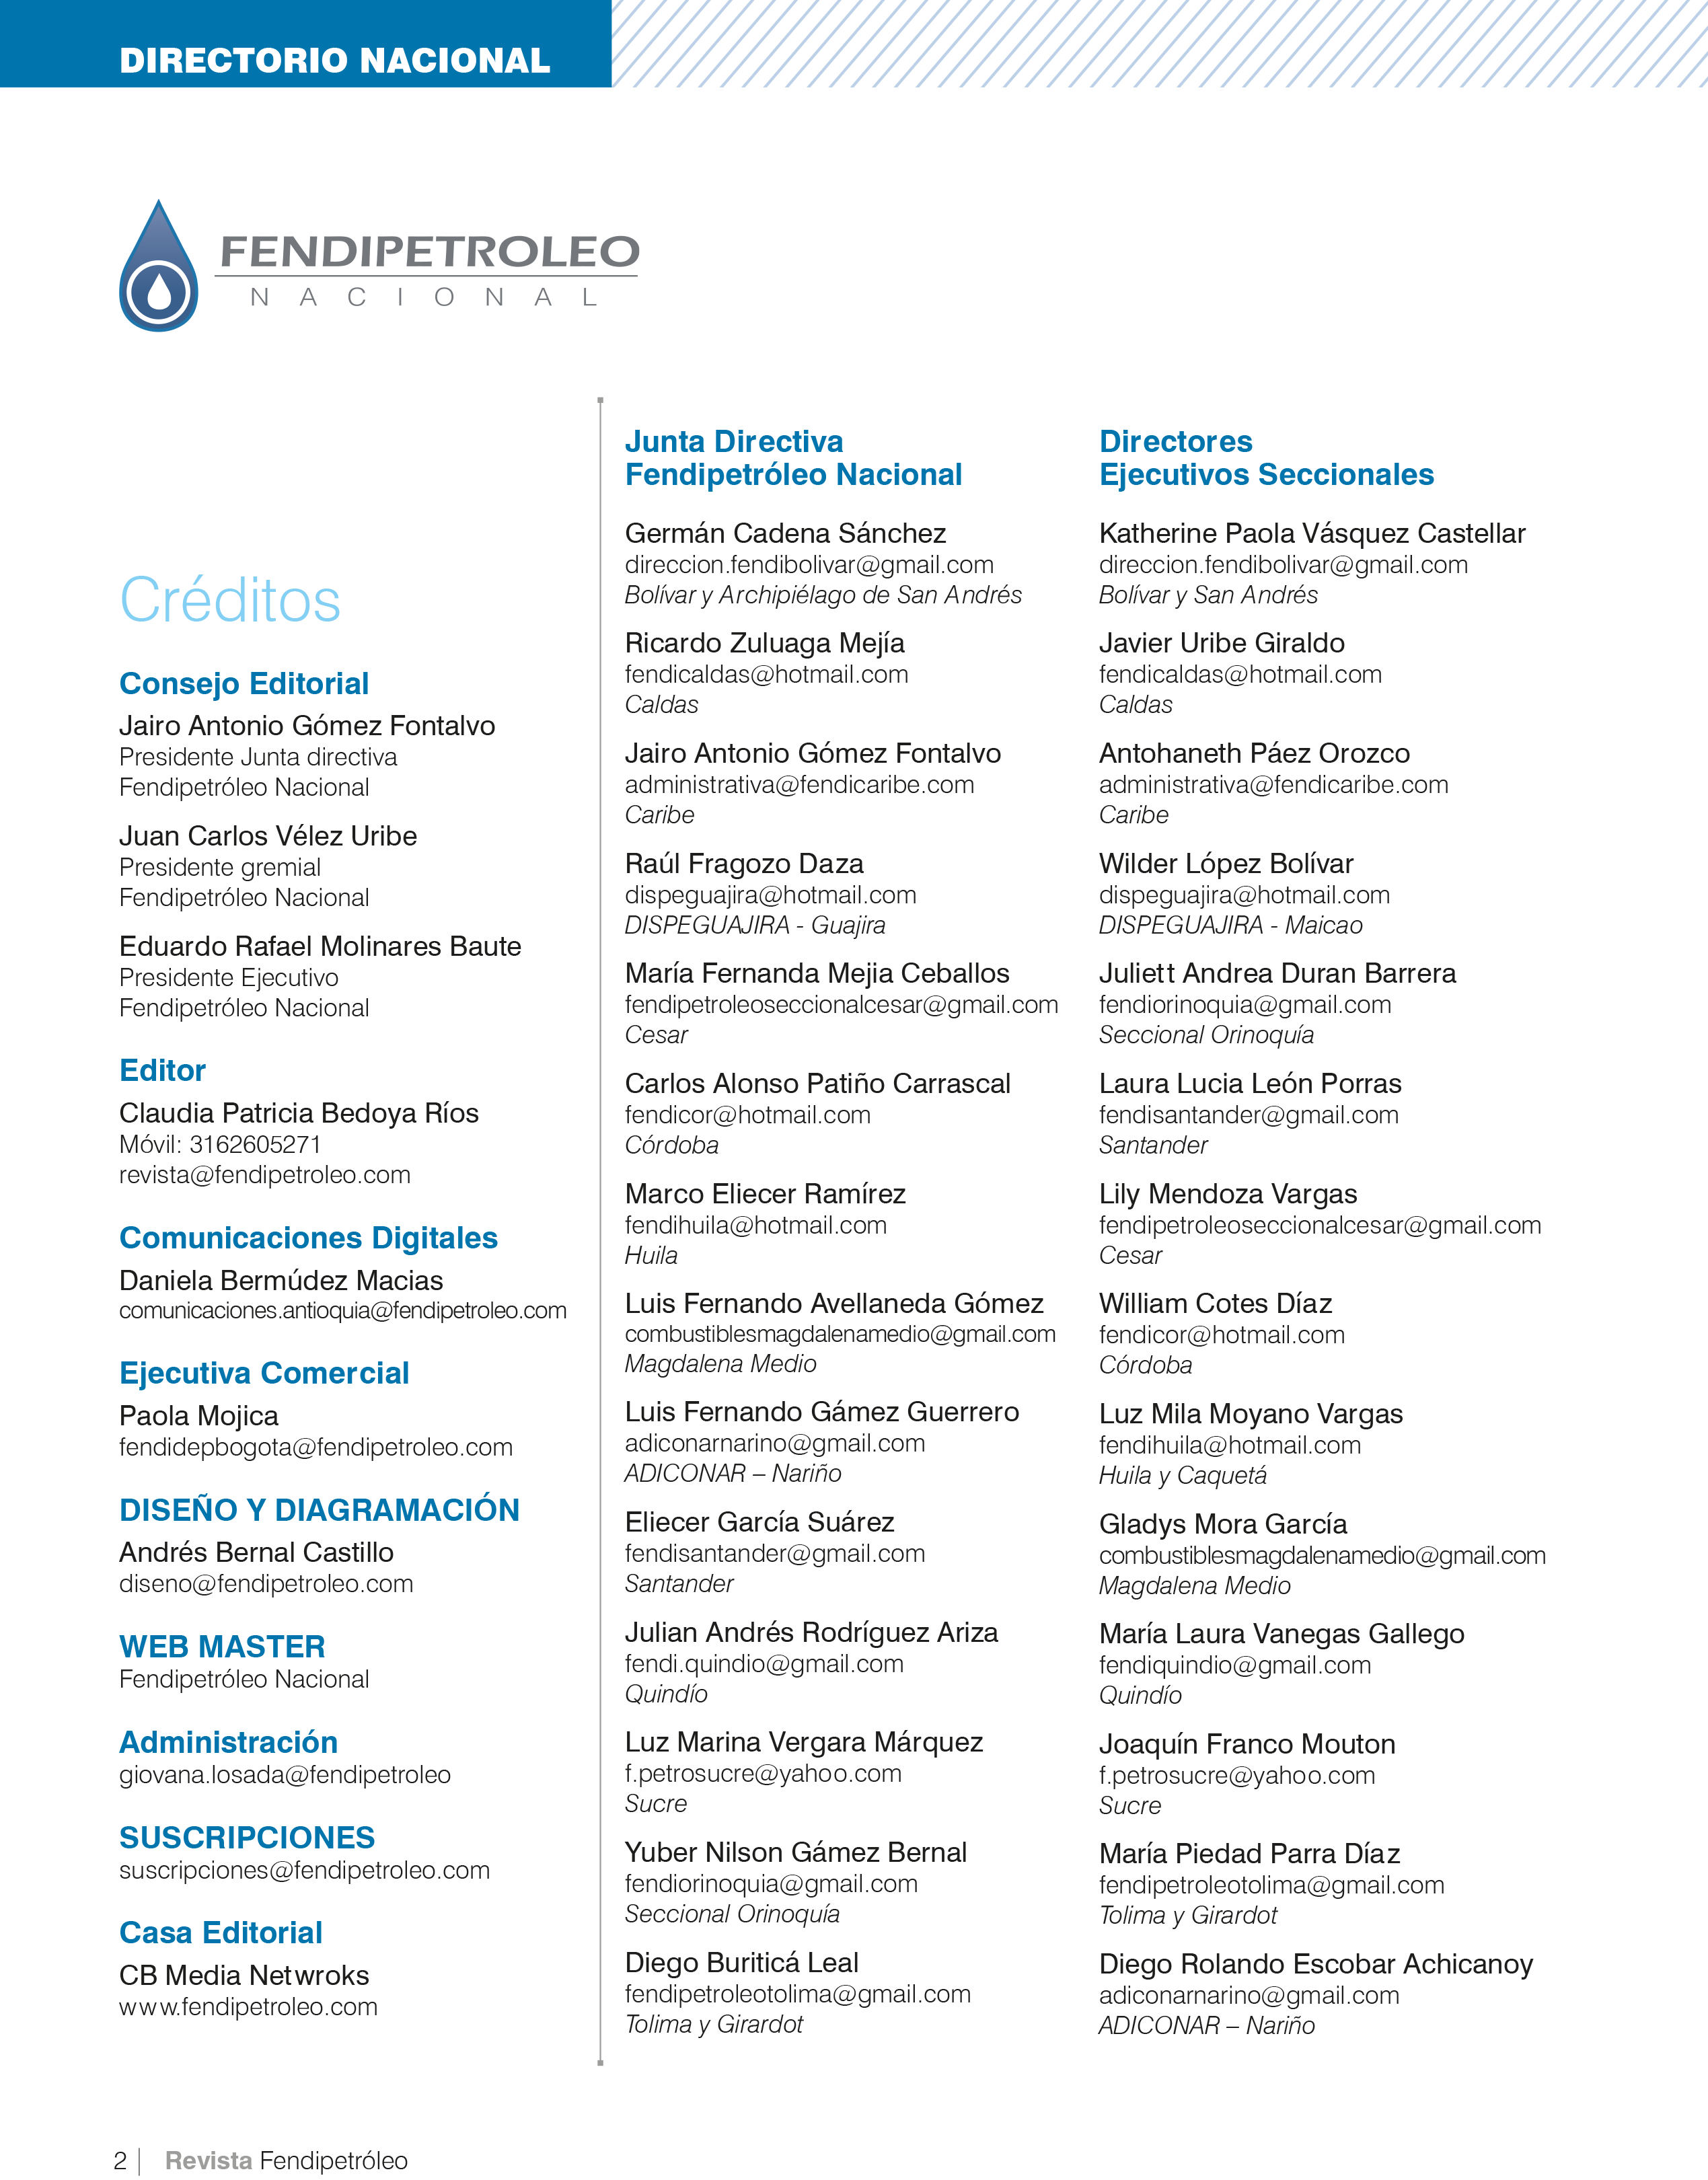 DIRECTORIO NACIONAL
FENDIPETROLEO
NACIONAL
Créditos
Consejo Editorial
Jairo Antonio Gómez Fontalvo
Presidente Junta directiva
Fendipetróleo Nacional
Juan Carlos Vélez Uribe
Presidente gremial
Fendipetróleo Nacional
Eduardo Rafael Molinares Baute
Presidente Ejecutivo
Fendipetróleo Nacional
Editor
Claudia Patricia Bedoya Ríos
Móvil: 3162605271
revista@fendipetroleo.com
Comunicaciones Digitales
Daniela Bermúdez Macias
comunicaciones.antioquia@fendipetroleo.com
Ejecutiva Comercial
Paola Mojica
fendidepbogota@fendipetroleo.com
DISEÑO Y DIAGRAMACIÓN
Andrés Bernal Castillo
diseno@fendipetroleo.com
WEB MASTER
Fendipetróleo Nacional
Administración
giovana.losada@fendipetroleo
SUSCRIPCIONES
suscripciones@fendipetroleo.com
Casa Editorial
CB Media Netwroks
www.fendipetroleo.com
Junta Directiva
Fendipetróleo Nacional
Germán Cadena Sánchez
direccion.fendibolivar@gmail.com
Bolívar y Archipiélago de San Andrés
Ricardo Zuluaga Mejía
fendicaldas@hotmail.com
Caldas
Jairo Antonio Gómez Fontalvo
administrativa@fendicaribe.com
Caribe
Raúl Fragozo Daza
dispeguajira@hotmail.com
DISPEGUAJIRA - Guajira
María Fernanda Mejia Ceballos
fendipetroleoseccionalcesar@gmail.com
Cesar
Carlos Alonso Patiño Carrascal
fendicor@hotmail.com
Córdoba
Marco Eliecer Ramírez
fendihuila@hotmail.com
Huila
Luis Fernando Avellaneda Gómez
combustiblesmagdalenamedio@gmail.com
Magdalena Medio
Luis Fernando Gámez Guerrero
adiconarnarino@gmail.com
ADICONAR – Nariño
Eliecer García Suárez
fendisantander@gmail.com
Santander
Julian Andrés Rodríguez Ariza
fendi.quindio@gmail.com
Quindío
Luz Marina Vergara Márquez
f.petrosucre@yahoo.com
Sucre
Yuber Nilson Gámez Bernal
fendiorinoquia@gmail.com
Seccional Orinoquía
Diego Buriticá Leal
fendipetroleotolima@gmail.com
Tolima y Girardot
Directores
Ejecutivos Seccionales
Katherine Paola Vásquez Castellar
direccion.fendibolivar@gmail.com
Bolívar y San Andrés
Javier Uribe Giraldo
fendicaldas@hotmail.com
Caldas
Antohaneth Páez Orozco
administrativa@fendicaribe.com
Caribe
Wilder López Bolívar
dispeguajira@hotmail.com
DISPEGUAJIRA - Maicao
Juliett Andrea Duran Barrera
fendiorinoquia@gmail.com
Seccional Orinoquía
Laura Lucia León Porras
fendisantander@gmail.com
Santander
Lily Mendoza Vargas
fendipetroleoseccionalcesar@gmail.com
Cesar
William Cotes Díaz
fendicor@hotmail.com
Córdoba
Luz Mila Moyano Vargas
fendihuila@hotmail.com
Huila y Caquetá
Gladys Mora García
combustiblesmagdalenamedio@gmail.com
Magdalena Medio
María Laura Vanegas Gallego
fendiquindio@gmail.com
Quindío
Joaquín Franco Mouton
f.petrosucre@yahoo.com
Sucre
María Piedad Parra Díaz
fendipetroleotolima@gmail.com
Tolima y Girardot
Diego Rolando Escobar Achicanoy
adiconarnarino@gmail.com
ADICONAR – Nariño
2 | Revista Fendipetróleo